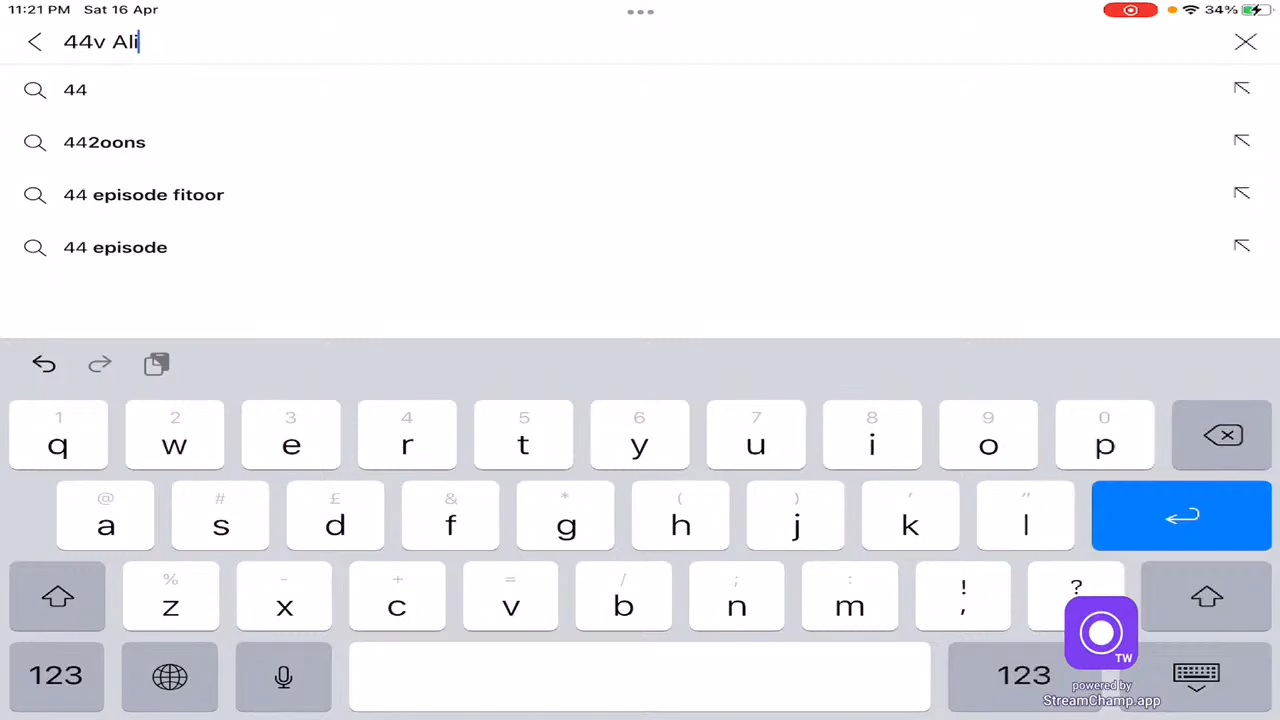 11:21 PM Sat 16 Apr 34%
44v Ali
44
442oons
44 episode fitoor
44 episode
1 2 3 4 5 6 7 8 9 0
q w e r t y u i o p
@ # £ & * ( ) ' "
a s d f g h j k l
% - + = / ; : ! ?
z x c v b n m ,
123 123
TW
powered by
StreamChamp.app